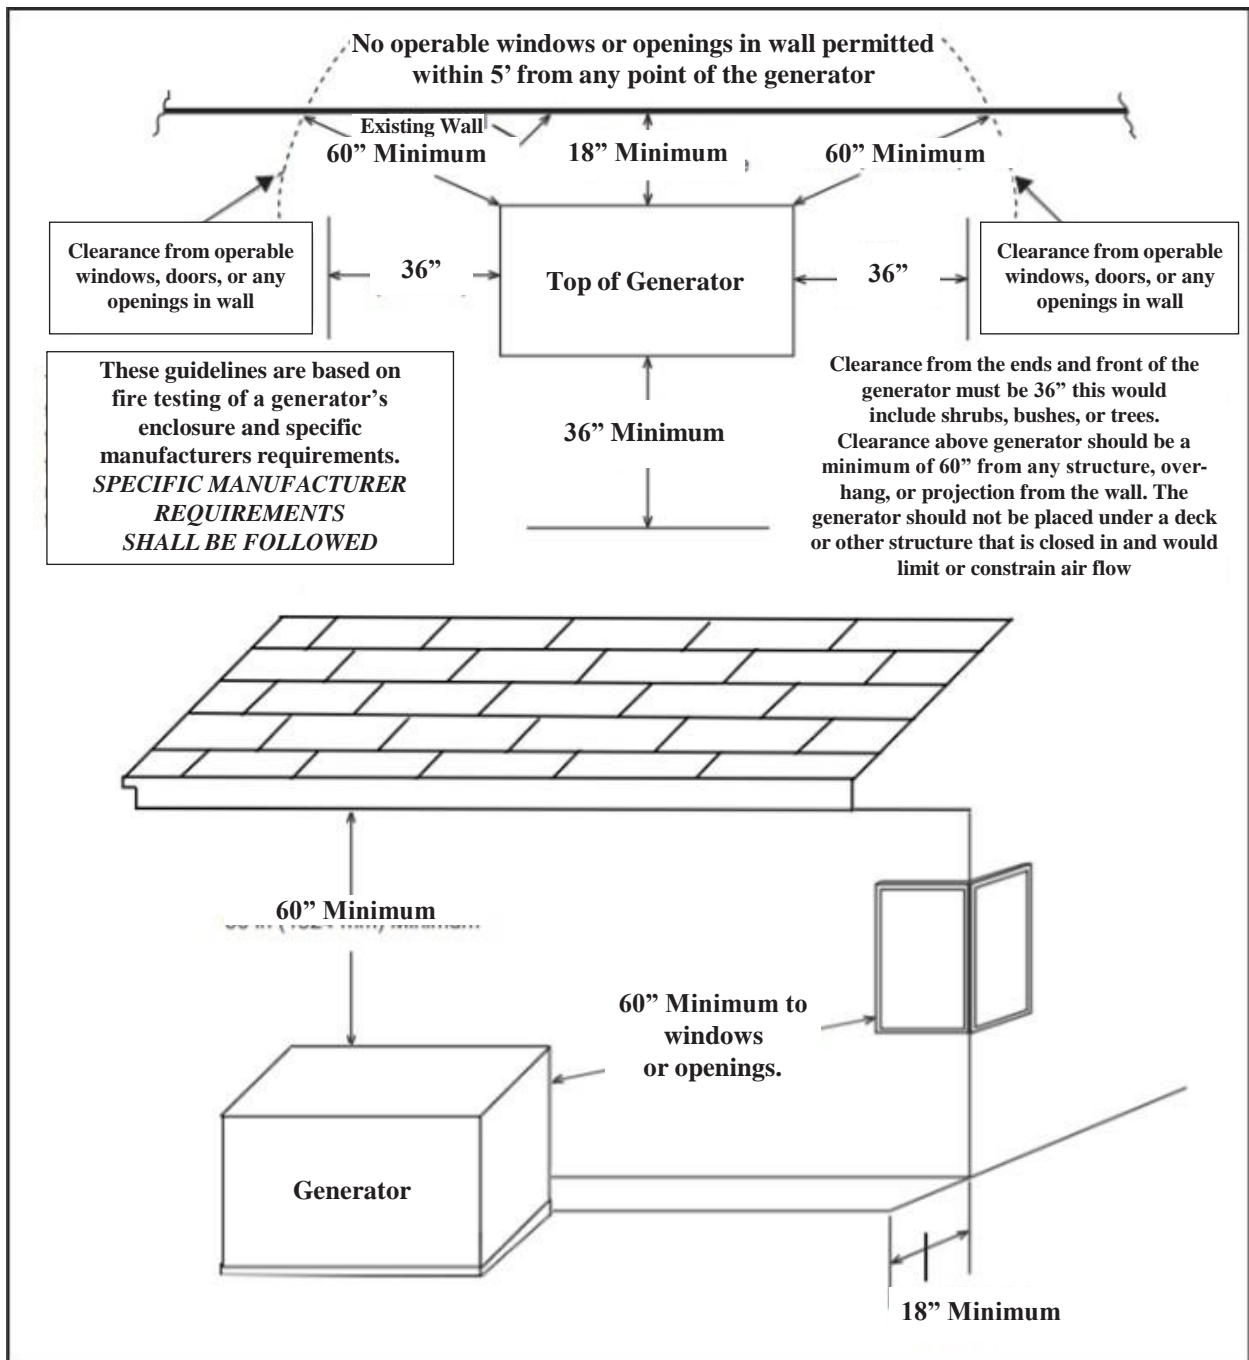 No operable windows or openings in wall permitted
within 5’ from any point of the generator
Existing Wall
60” Minimum
18” Minimum
60” Minimum
Clearance from operable
windows, doors, or any
openings in wall
36”
Top of Generator
36”
Clearance from operable
windows, doors, or any
openings in wall
These guidelines are based on
fire testing of a generator’s
enclosure and specific
manufacturers requirements.
SPECIFIC MANUFACTURER
REQUIREMENTS
SHALL BE FOLLOWED
36” Minimum
Clearance from the ends and front of the
generator must be 36” this would
include shrubs, bushes, or trees.
Clearance above generator should be a
minimum of 60” from any structure, over-
hang, or projection from the wall. The
generator should not be placed under a deck
or other structure that is closed in and would
limit or constrain air flow
60” Minimum
60” Minimum to
windows
or openings.
Generator
18” Minimum